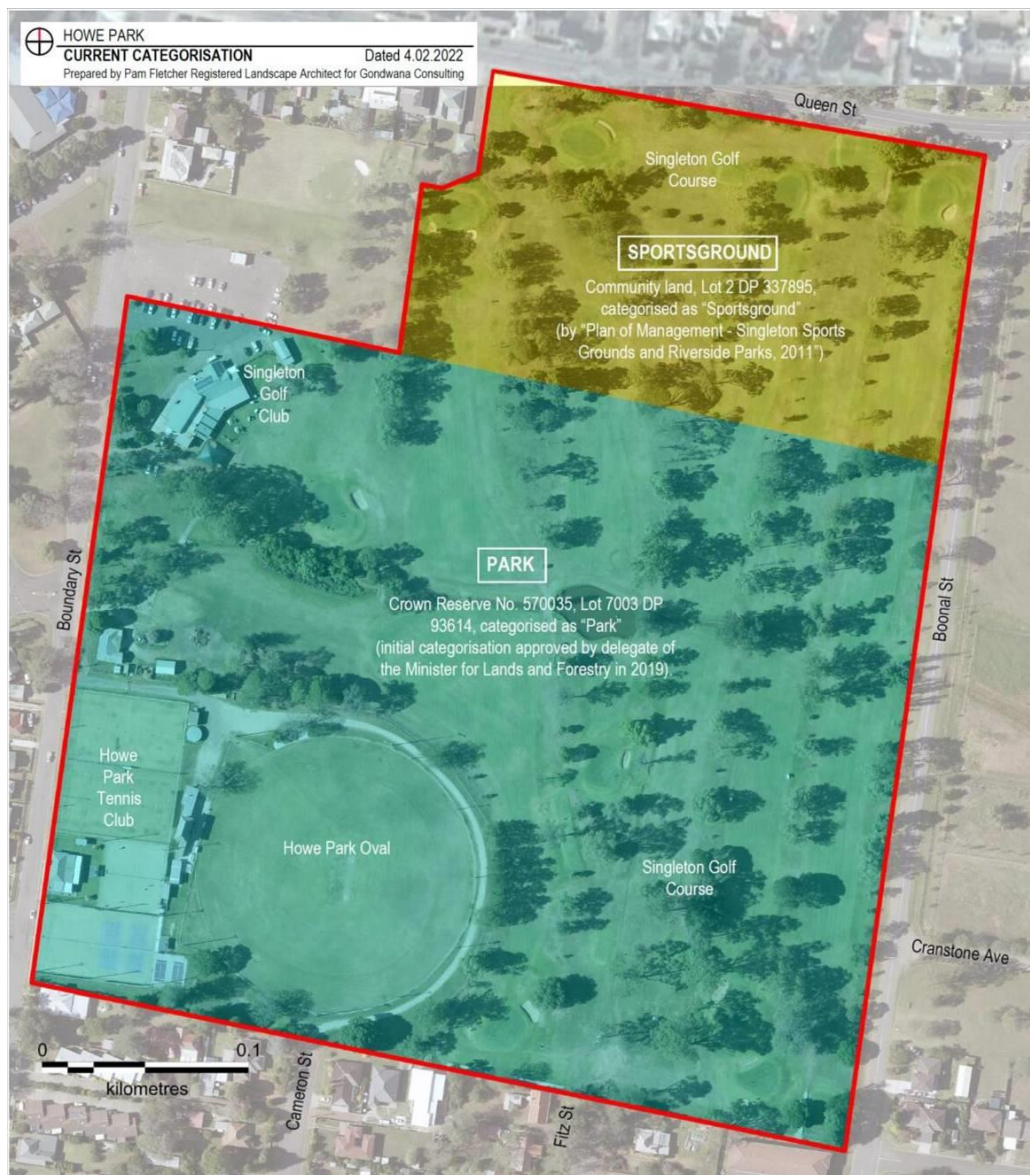 HOWE PARK
CURRENT CATEGORISATION Dated 4.02.2022
Prepared by Pam Fletcher Registered Landscape Architect for Gondwana Consulting
Queen St
Singleton Golf
Course
SPORTSGROUND
Community land, Lot 2 DP 337895,
categorised as “Sportsground”
(by “Plan of Management - Singleton Sports
Grounds and Riverside Parks, 2011”)
Singleton
Golf
Club
PARK
Crown Reserve No. 570035, Lot 7003 DP
93614, categorised as “Park”
(initial categorisation approved by delegate of
the Minister for Lands and Forestry in 2019)
Boundary St
Boonal St
Howe
Park
Tennis
Club
Howe Park Oval
Singleton Golf
Course
Cranstone Ave
0 0.1
kilometres
Cameron St
Fitz St